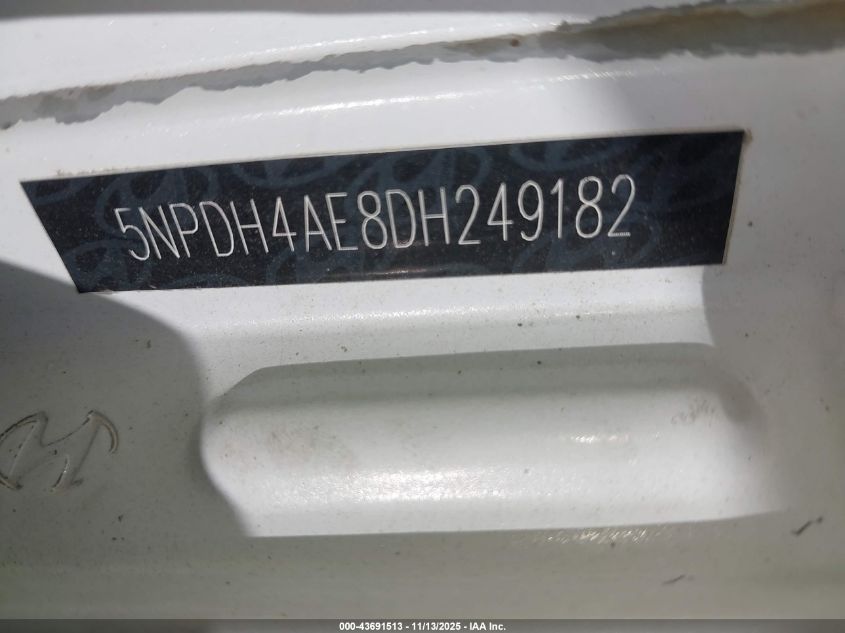 5NPDH4AE8DH249182
000-43691513 - 11/13/2025 - IAA Inc.